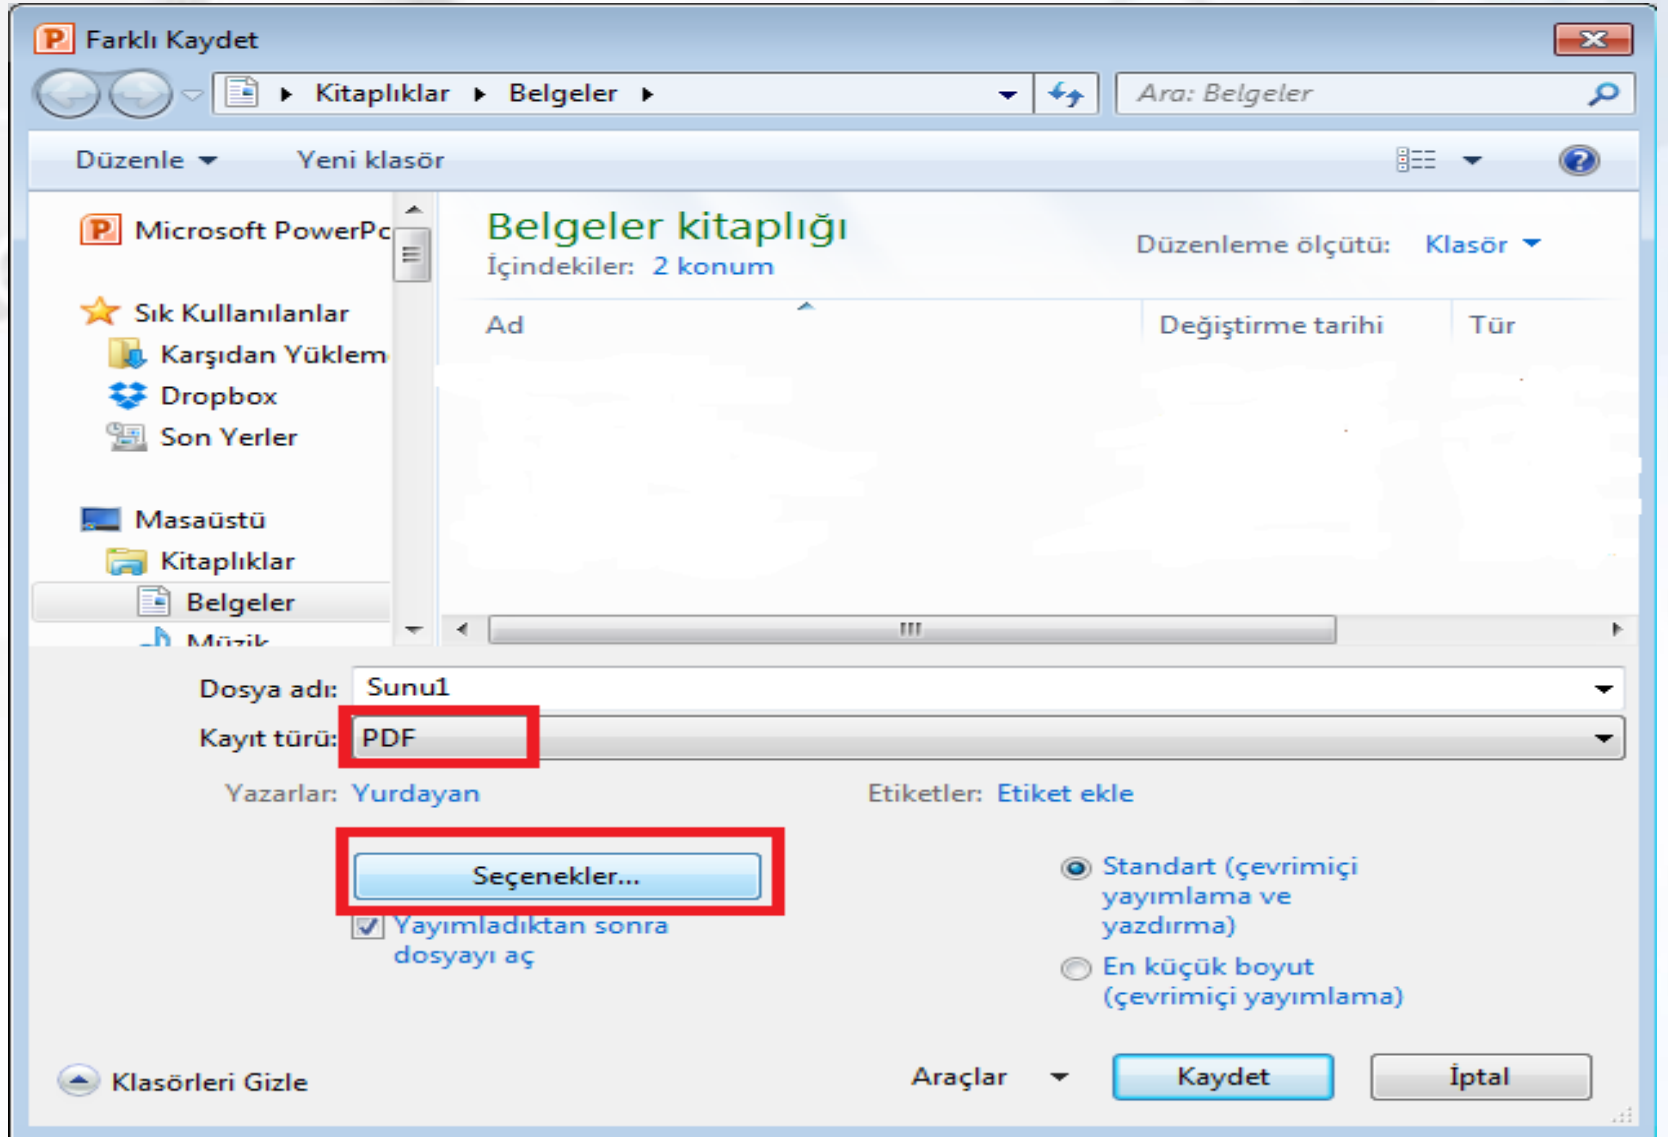 Farklı Kaydet
Kitaplıklar Belgeler
Ara: Belgeler
Düzenle
Yeni klasör
Microsoft PowerPo
Sık Kullanılanlar
Karşıdan Yüklem
Dropbox
Son Yerler
Masaüstü
Kitaplıklar
Belgeler
Müzik
Belgeler kitaplığı
İçindekiler: 2 konum
Düzenleme ölçütü: Klasör
Ad
Değiştirme tarihi
Tür
Dosya adı: Sunu1
Kayıt türü: PDF
Yazarlar: Yurdayan
Etiketler: Etiket ekle
Seçenekler...
Yayımladıktan sonra
dosyayı aç
Standart (çevrimiçi
yayımlama ve
yazdırma)
En küçük boyut
(çevrimiçi yayımlama)
Klasörleri Gizle
Araçlar
Kaydet
İptal